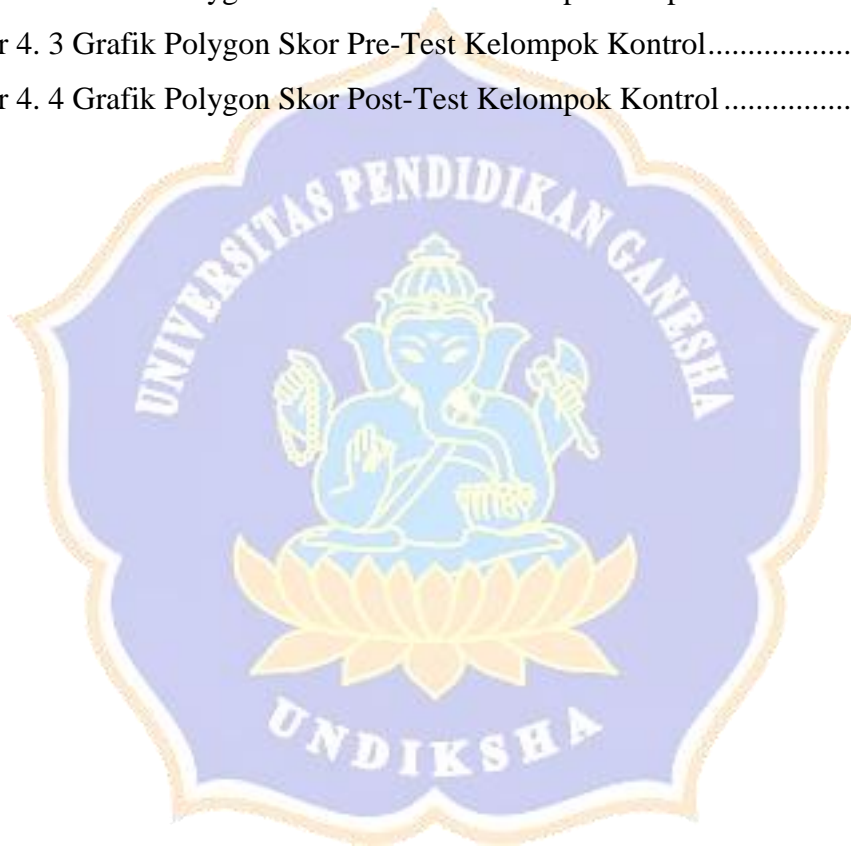 r 4. 3 Grafik Polygon Skor Pre-Test Kelompok Kontrol..................
r 4. 4 Grafik Polygon Skor Post-Test Kelompok Kontrol ................
UNIVERSITAS PENDIDIKAN GANESHA
UNDIKSHA